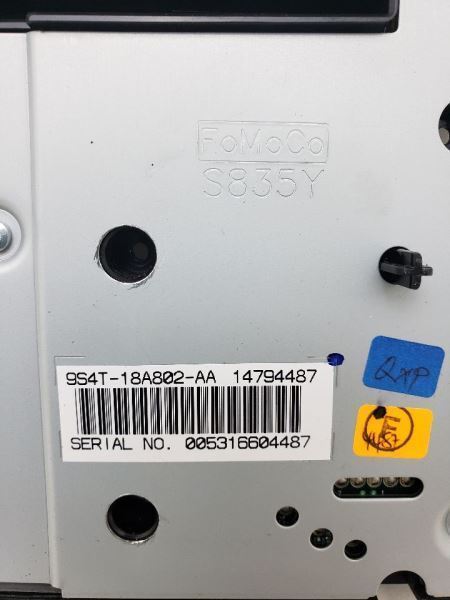 FoMoCo
S835Y
9S4T-18A802-AA 14794487
SERIAL NO. 005316604487